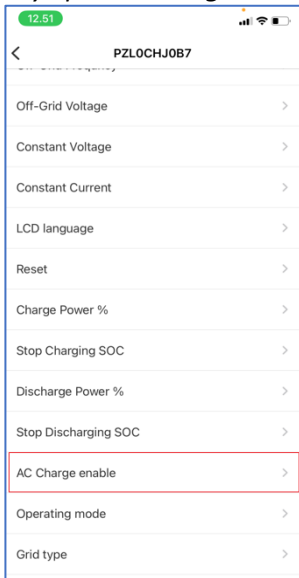 12.51
PZL0CHJ0B7
Off-Grid Voltage
Constant Voltage
Constant Current
LCD language
Reset
Charge Power %
Stop Charging SOC
Discharge Power %
Stop Discharging SOC
AC Charge enable
Operating mode
Grid type